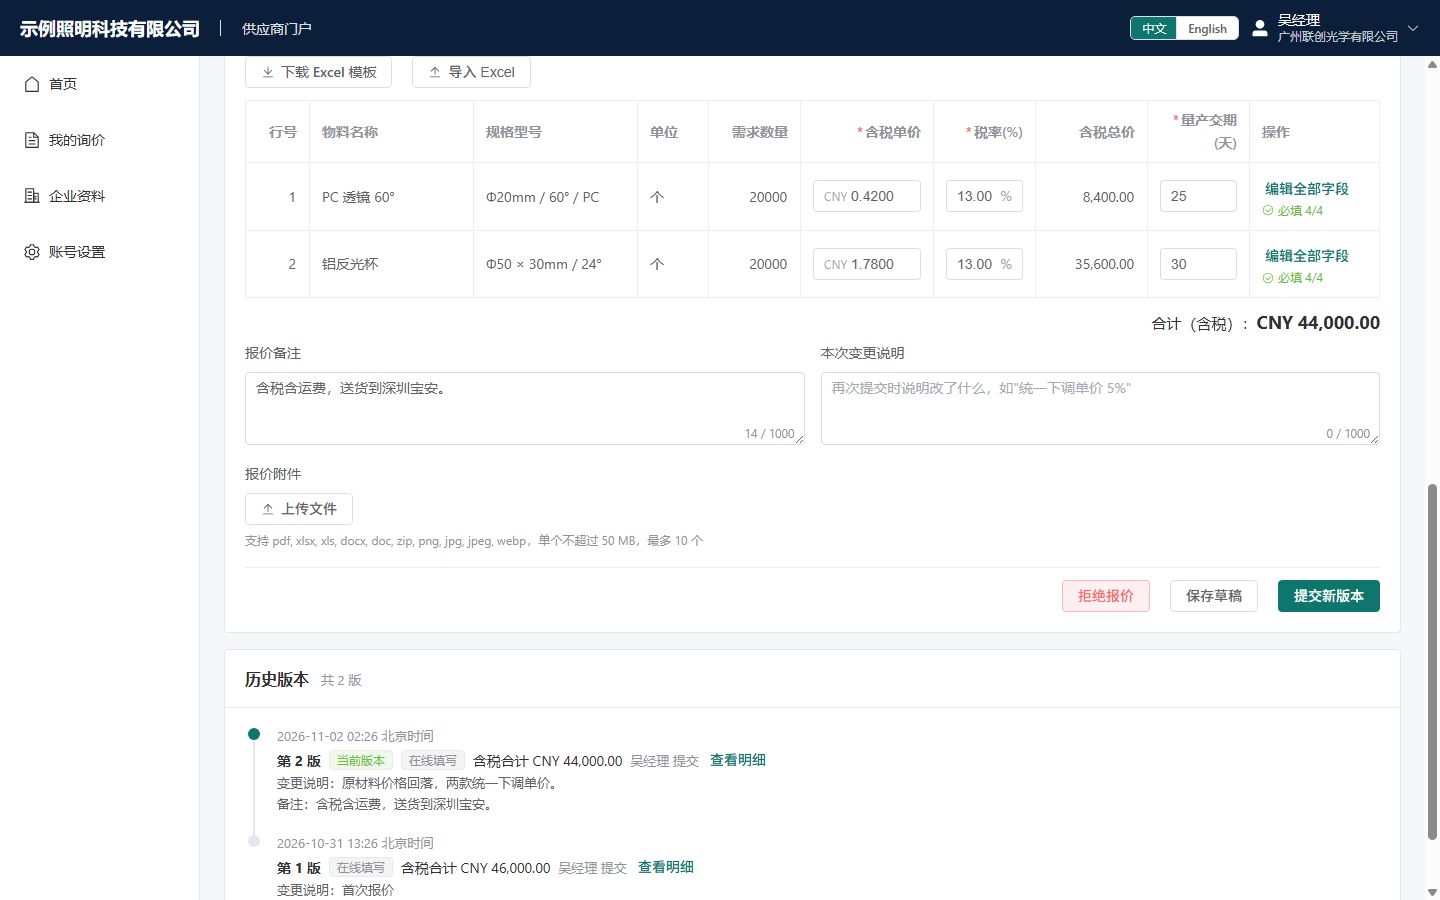 示例照明科技有限公司 供应商门户 中文 English 吴经理
广州联创光学有限公司
首页
我的询价
企业资料
账号设置
下载 Excel 模板 导入 Excel
行号 物料名称 规格型号 单位 需求数量 *含税单价 *税率(%) 含税总价 *量产交期(天) 操作
1 PC 透镜 60° Φ20mm / 60° / PC 个 20000 CNY 0.4200 13.00 % 8,400.00 25 编辑全部字段
必填 4/4
2 铝反光杯 Φ50 × 30mm / 24° 个 20000 CNY 1.7800 13.00 % 35,600.00 30 编辑全部字段
必填 4/4
合计（含税）： CNY 44,000.00
报价备注 本次变更说明
含税含运费，送货到深圳宝安。 再次提交时说明改了什么，如"统一下调单价 5%"
14 / 1000 0 / 1000
报价附件
上传文件
支持 pdf, xlsx, xls, docx, doc, zip, png, jpg, jpeg, webp，单个不超过 50 MB，最多 10 个
拒绝报价 保存草稿 提交新版本
历史版本 共 2 版
2026-11-02 02:26 北京时间
第 2 版 当前版本 在线填写 含税合计 CNY 44,000.00 吴经理 提交 查看明细
变更说明：原材料价格回落，两款统一下调单价。
备注：含税含运费，送货到深圳宝安。
2026-10-31 13:26 北京时间
第 1 版 在线填写 含税合计 CNY 46,000.00 吴经理 提交 查看明细
变更说明：首次报价